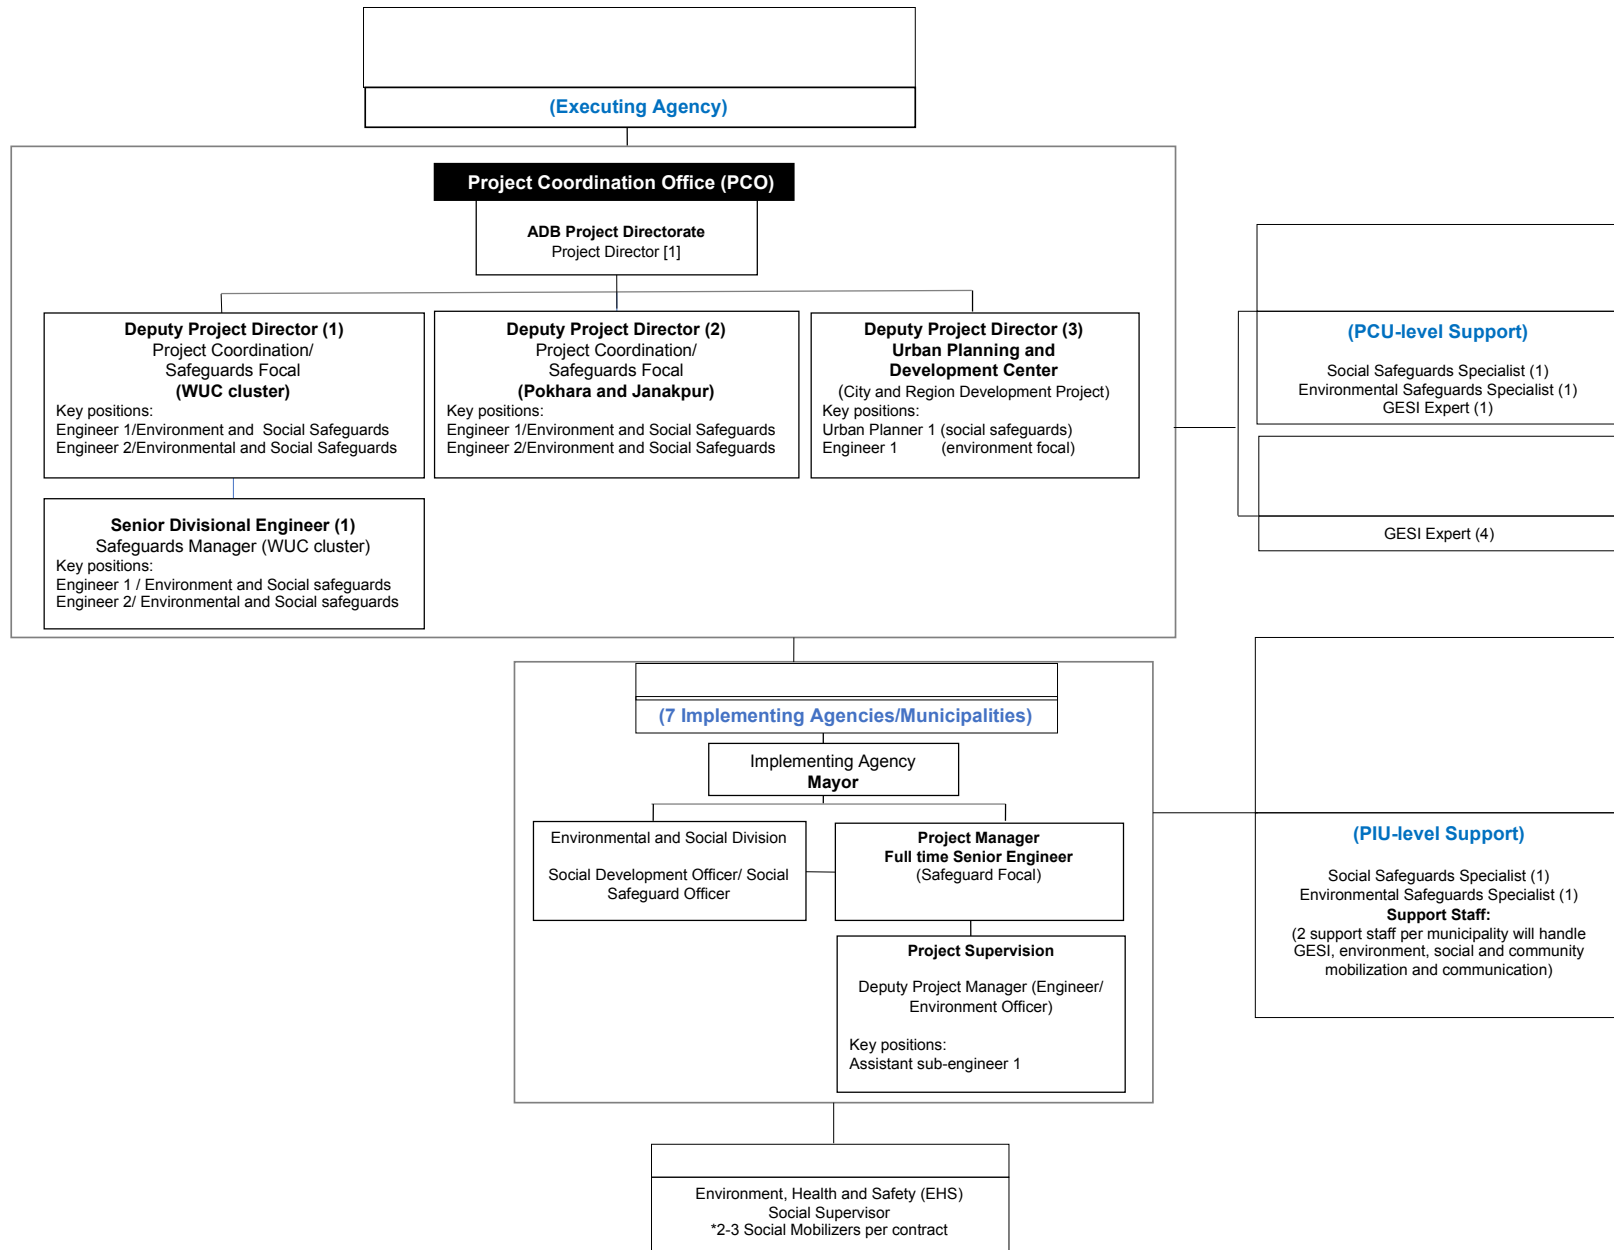 (Executing Agency)
Project Coordination Office (PCO)
ADB Project Directorate
Project Director [1]
Deputy Project Director (1)
Project Coordination/
Safeguards Focal
(WUC cluster)
Key positions:
Engineer 1/Environment and  Social Safeguards
Engineer 2/Environmental and Social Safeguards
Deputy Project Director (2)
Project Coordination/
Safeguards Focal
(Pokhara and Janakpur)
Key positions:
Engineer 1/Environment and Social Safeguards
Engineer 2/Environment and Social Safeguards
Deputy Project Director (3)
Urban Planning and
Development Center
(City and Region Development Project)
Key positions:
Urban Planner 1 (social safeguards)
Engineer 1 (environment focal)
Senior Divisional Engineer (1)
Safeguards Manager (WUC cluster)
Key positions:
Engineer 1 / Environment and Social safeguards
Engineer 2/ Environmental and Social safeguards
(PCU-level Support)
Social Safeguards Specialist (1)
Environmental Safeguards Specialist (1)
GESI Expert (1)
GESI Expert (4)
(7 Implementing Agencies/Municipalities)
Implementing Agency
Mayor
Environmental and Social Division
Social Development Officer/ Social
Safeguard Officer
Project Manager
Full time Senior Engineer
(Safeguard Focal)
Project Supervision
Deputy Project Manager (Engineer/
Environment Officer)
Key positions:
Assistant sub-engineer 1
(PIU-level Support)
Social Safeguards Specialist (1)
Environmental Safeguards Specialist (1)
Support Staff:
(2 support staff per municipality will handle
GESI, environment, social and community
mobilization and communication)
Environment, Health and Safety (EHS)
Social Supervisor
*2-3 Social Mobilizers per contract